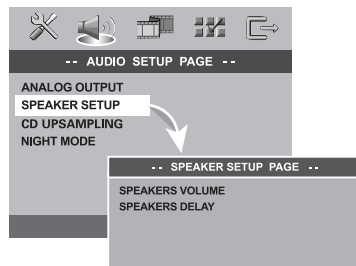 -- AUDIO SETUP PAGE --
ANALOG OUTPUT
SPEAKER SETUP
CD UPSAMPLING
NIGHT MODE
-- SPEAKER SETUP PAGE --
SPEAKERS VOLUME
SPEAKERS DELAY